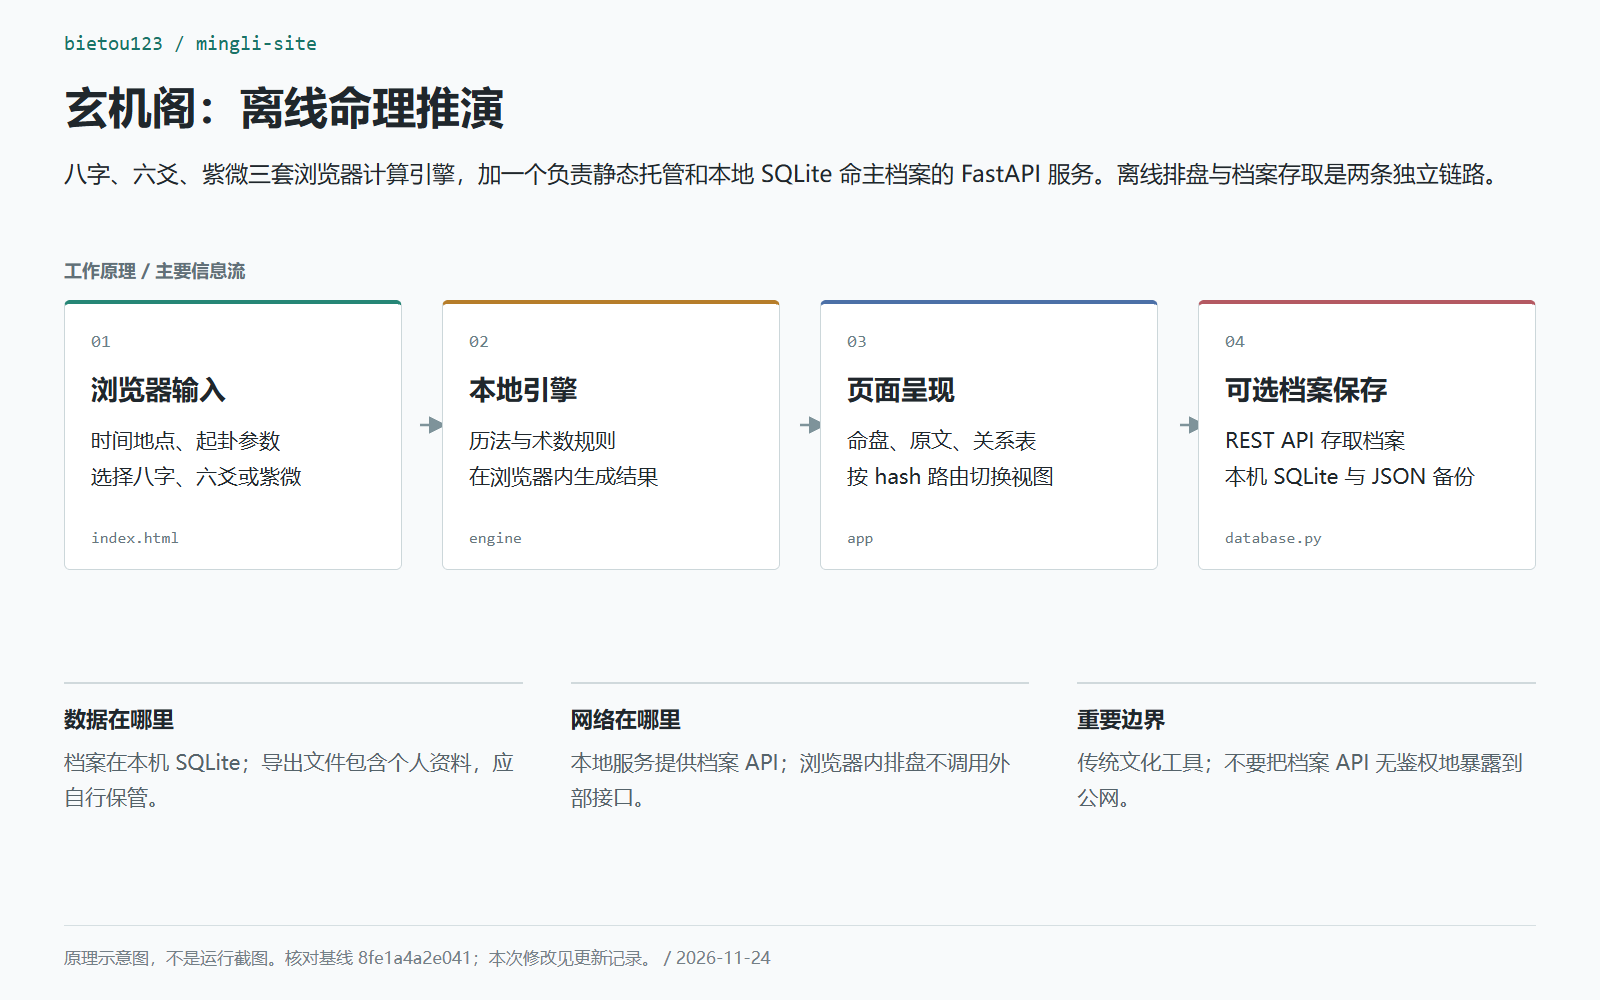 bietou123 / mingli-site
玄机阁：离线命理推演
八字、六爻、紫微三套浏览器计算引擎，加一个负责静态托管和本地 SQLite 命主档案的 FastAPI 服务。离线排盘与档案存取是两条独立链路。
工作原理 / 主要信息流
01
浏览器输入
时间地点、起卦参数
选择八字、六爻或紫微
index.html
02
本地引擎
历法与术数规则
在浏览器内生成结果
engine
03
页面呈现
命盘、原文、关系表
按 hash 路由切换视图
app
04
可选档案保存
REST API 存取档案
本机 SQLite 与 JSON 备份
database.py
数据在哪里
档案在本机 SQLite；导出文件包含个人资料，应
自行保管。
网络在哪里
本地服务提供档案 API；浏览器内排盘不调用外
部接口。
重要边界
传统文化工具；不要把档案 API 无鉴权地暴露到
公网。
原理示意图，不是运行截图。核对基线 8fe1a4a2e041；本次修改见更新记录。 / 2026-11-24